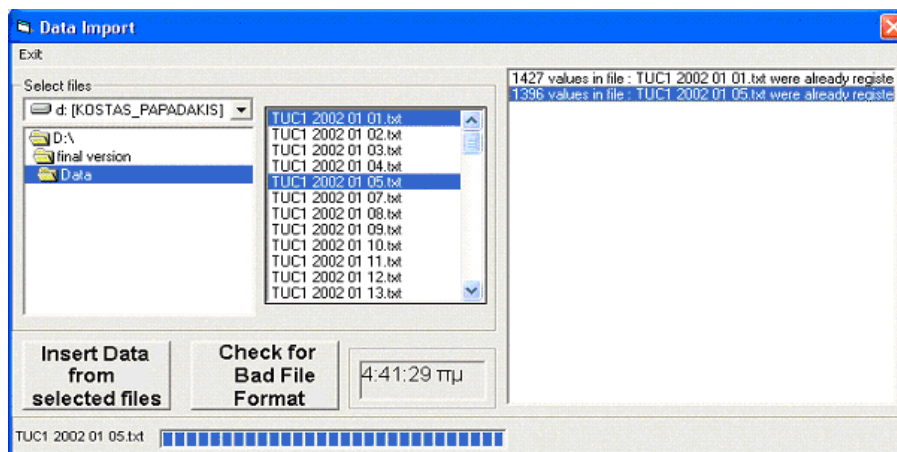 Data Import
Exit
Select files
d: [KOSTAS_PAPADAKIS]
D:\
final version
Data
TUC1 2002 01 01.txt
TUC1 2002 01 02.txt
TUC1 2002 01 03.txt
TUC1 2002 01 04.txt
TUC1 2002 01 05.txt
TUC1 2002 01 07.txt
TUC1 2002 01 08.txt
TUC1 2002 01 09.txt
TUC1 2002 01 10.txt
TUC1 2002 01 11.txt
TUC1 2002 01 12.txt
TUC1 2002 01 13.txt
1427 values in file : TUC1 2002 01 01.txt were already registe
1396 values in file : TUC1 2002 01 05.txt were already registe
Insert Data
from
selected files
Check for
Bad File
Format
4:41:29 πμ
TUC1 2002 01 05.txt